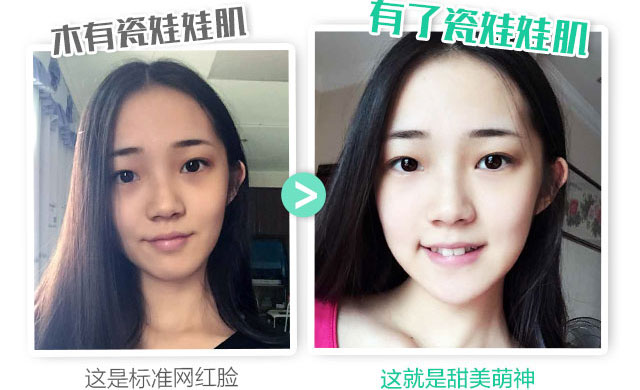 木有瓷娃娃肌
有了瓷娃娃肌
>
这是标准网红脸
这就是甜美萌神